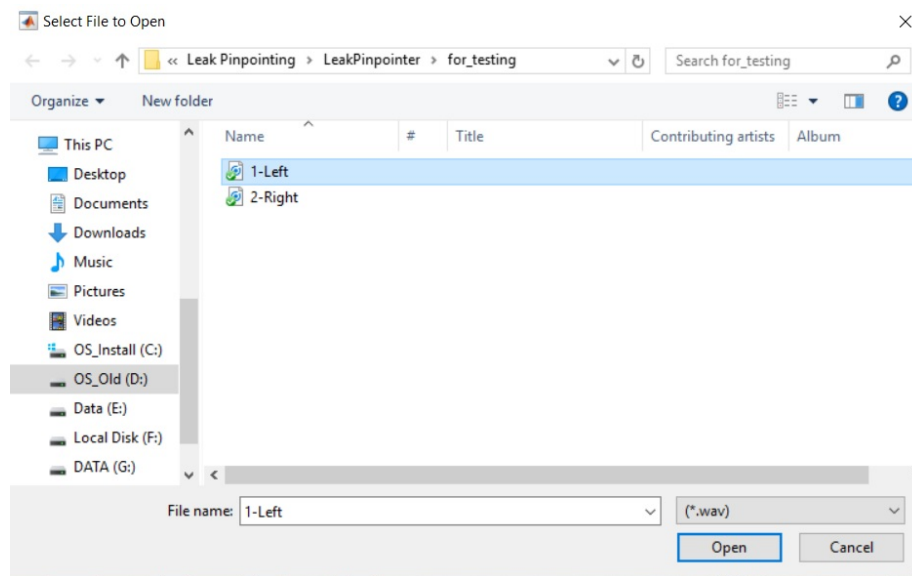 Select File to Open
« Leak Pinpointing > LeakPinpointer > for_testing
Search for_testing
Organize
New folder
Name # Title Contributing artists Album
This PC
Desktop
Documents
Downloads
Music
Pictures
Videos
OS_Install (C:)
OS_Old (D:)
Data (E:)
Local Disk (F:)
DATA (G:)
1-Left
2-Right
File name: 1-Left
(*.wav)
Open Cancel